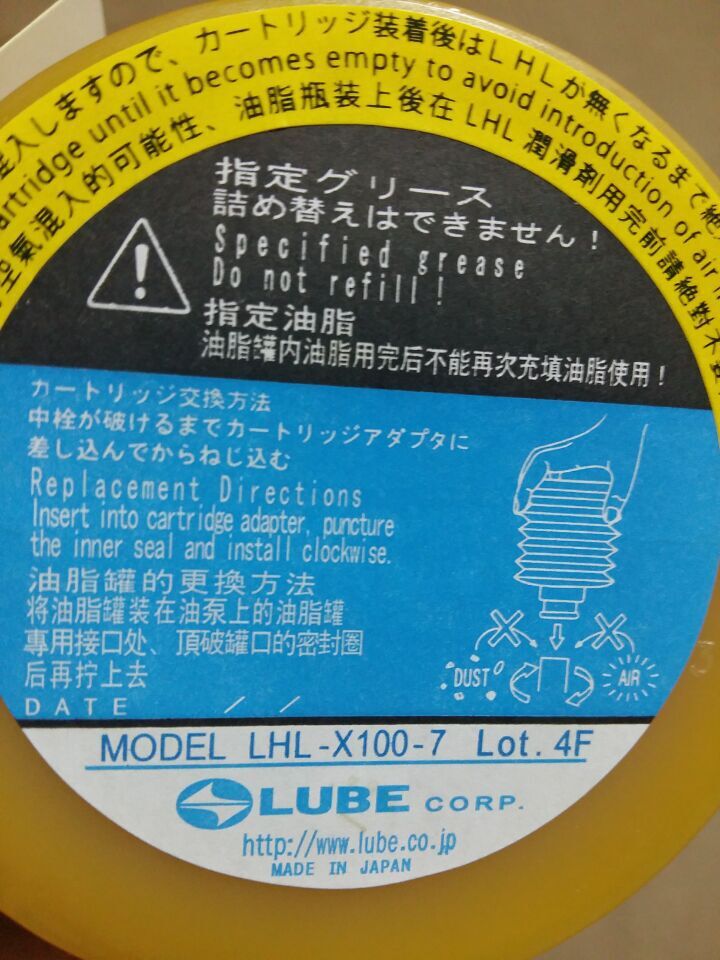 混入しますので、カートリッジ装着後はLHLが無くなるまで絶
cartridge until it becomes empty to avoid introduction of air
空氣混入的可能性、油脂瓶装上後在LHL潤滑劑用完前請絶對不要
指定グリース
詰め替えはできません!
Specified grease
Do not refill!
指定油脂
油脂罐内油脂用完后不能再次充填油脂使用!
カートリッジ交換方法
中栓が破けるまでカートリッジアダプタに
差し込んでからねじ込む
Replacement Directions
Insert into cartridge adapter, puncture
the inner seal and install clockwise.
油脂罐的更換方法
将油脂罐装在油泵上的油脂罐
專用接口处、頂破罐口的密封圈
后再拧上去
DUST
AIR
DATE / /
MODEL LHL-X100-7 Lot. 4F
LUBE CORP.
http://www.lube.co.jp
MADE IN JAPAN